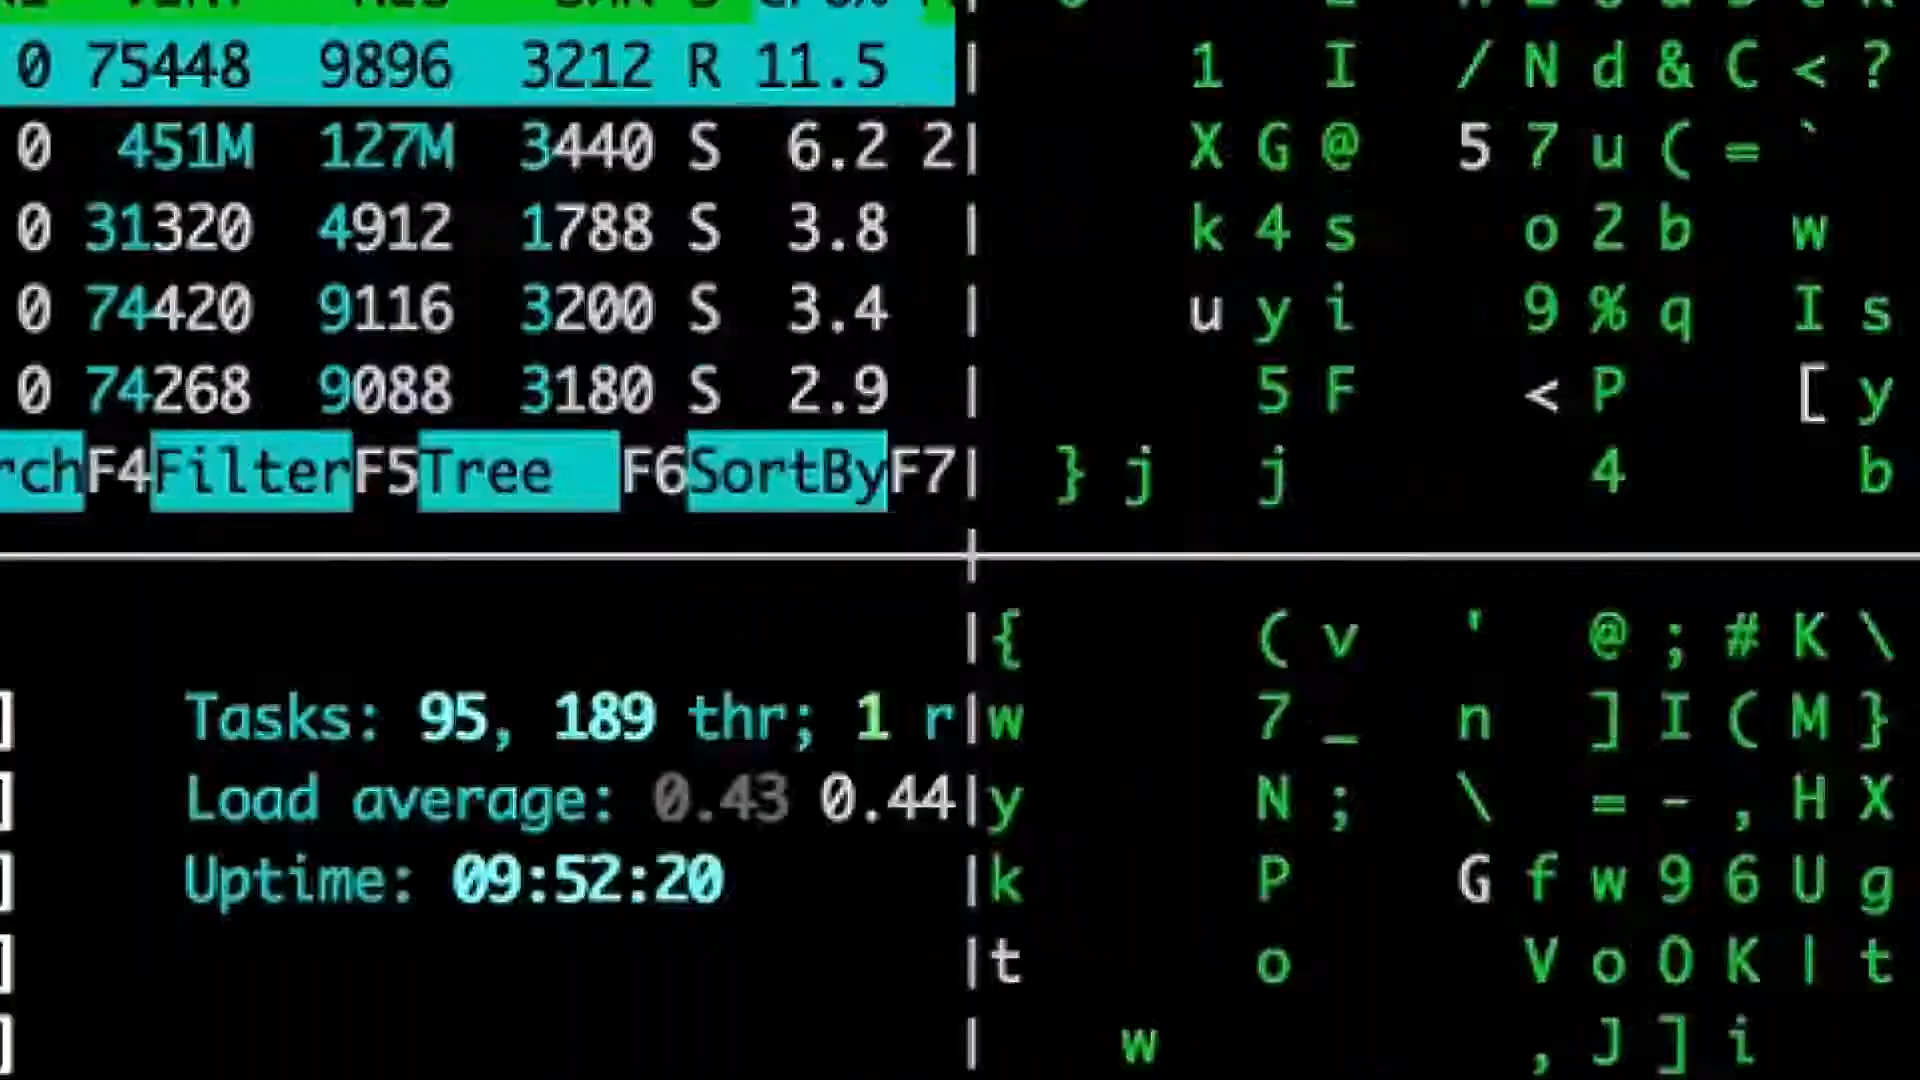 0 75448 9896 3212 R 11.5
0 451M 127M 3440 S 6.2 2
0 31320 4912 1788 S 3.8
0 74420 9116 3200 S 3.4
0 74268 9088 3180 S 2.9
rchF4FilterF5Tree F6SortByF7
1 I / N d & C < ?
X G @ 5 7 u ( = `
k 4 s o 2 b w
u y i 9 % q I s
5 F < P [ y
} j j 4 b
Tasks: 95, 189 thr; 1 r
Load average: 0.43 0.44
Uptime: 09:52:20
{ ( v ' @ ; # K \
w 7 _ n ] I ( M }
y N ; \ = - , H X
k P G f w 9 6 U g
t o V o O K l t
w , J ] i